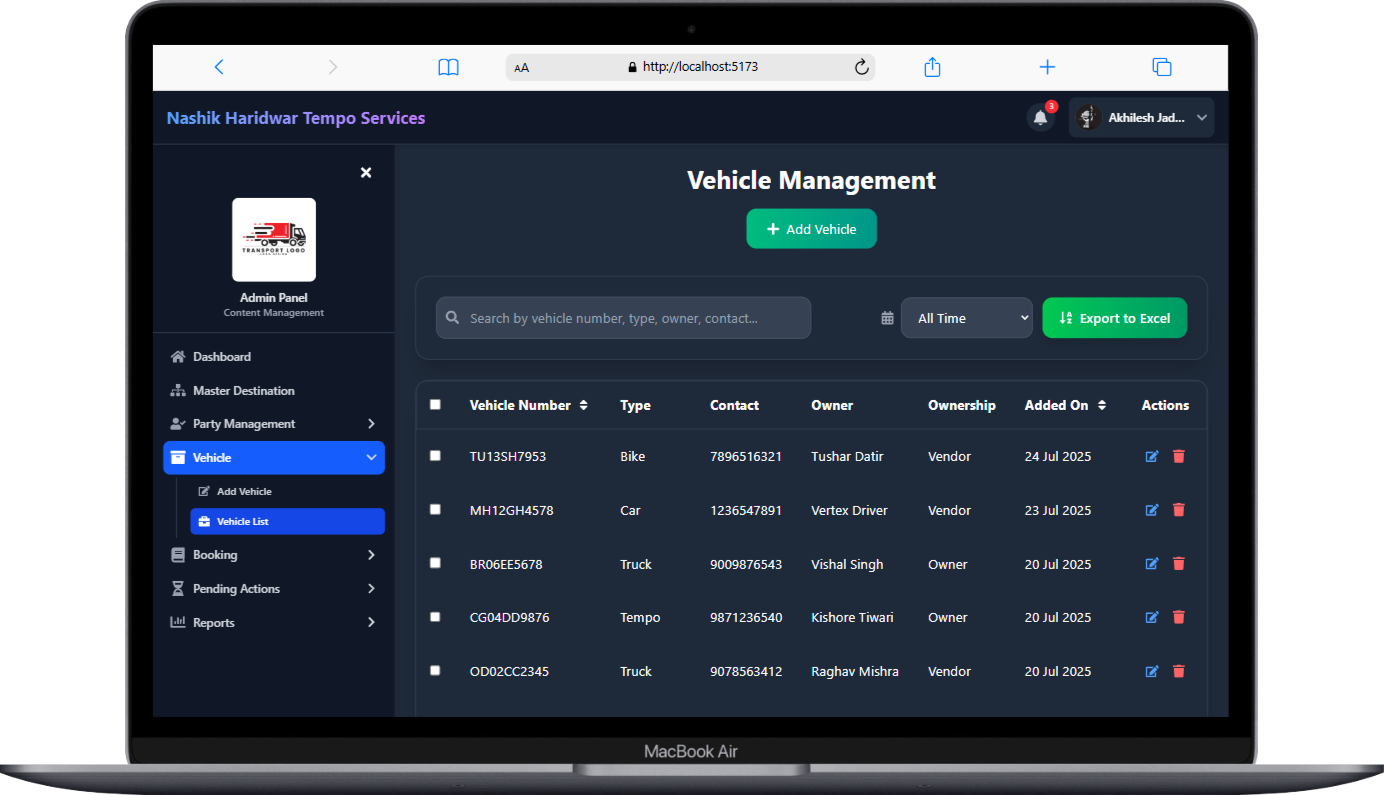 AA http://localhost:5173
Nashik Haridwar Tempo Services
3
Akhilesh Jad...
TRANSPORT LOGO
Admin Panel
Content Management
Dashboard
Master Destination
Party Management
Vehicle
Add Vehicle
Vehicle List
Booking
Pending Actions
Reports
Vehicle Management
+ Add Vehicle
Search by vehicle number, type, owner, contact...
All Time
Export to Excel
Vehicle Number Type Contact Owner Ownership Added On Actions
TU13SH7953 Bike 7896516321 Tushar Datir Vendor 24 Jul 2025
MH12GH4578 Car 1236547891 Vertex Driver Vendor 23 Jul 2025
BR06EE5678 Truck 9009876543 Vishal Singh Owner 20 Jul 2025
CG04DD9876 Tempo 9871236540 Kishore Tiwari Owner 20 Jul 2025
OD02CC2345 Truck 9078563412 Raghav Mishra Vendor 20 Jul 2025
MacBook Air